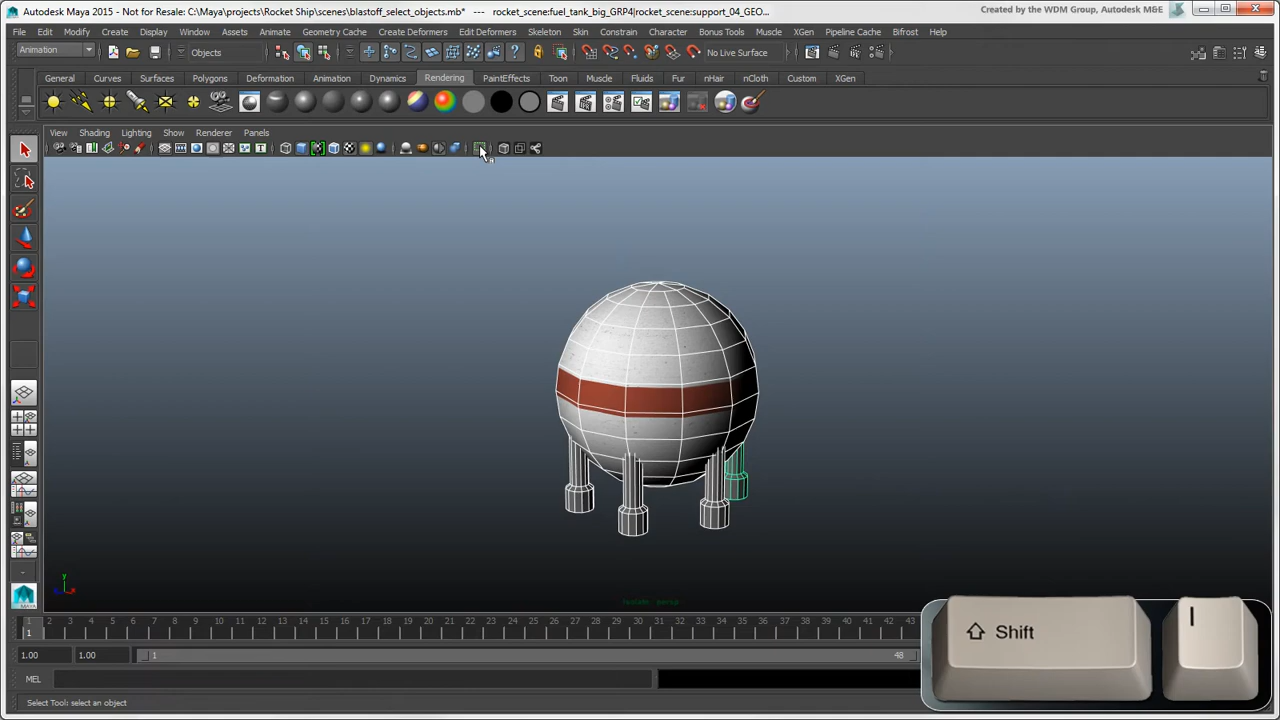 Autodesk Maya 2015 - Not for Resale: C:\Maya\projects\Rocket Ship\scenes\blastoff_select_objects.mb* --- rocket_scene:fuel_tank_big_GRP4|rocket_scene:support_04_GEO...
Created by the WDM Group, Autodesk M&E
File Edit Modify Create Display Window Assets Animate Geometry Cache Create Deformers Edit Deformers Skeleton Skin Constrain Character Bonus Tools Muscle XGen Pipeline Cache Bifrost Help
Animation Objects No Live Surface
General Curves Surfaces Polygons Deformation Animation Dynamics Rendering PaintEffects Toon Muscle Fluids Fur nHair nCloth Custom XGen
View Shading Lighting Show Renderer Panels
y
1 2 3 4 5 6 7 8 9 10 11 12 13 14 15 16 17 18 19 20 21 22 23 24 25 26 27 28 29 30 31 32 33 34 35 36 37 38 39 40 41 42 43
1
1.00 1.00 1 48
MEL
Select Tool: select an object
Shift
I